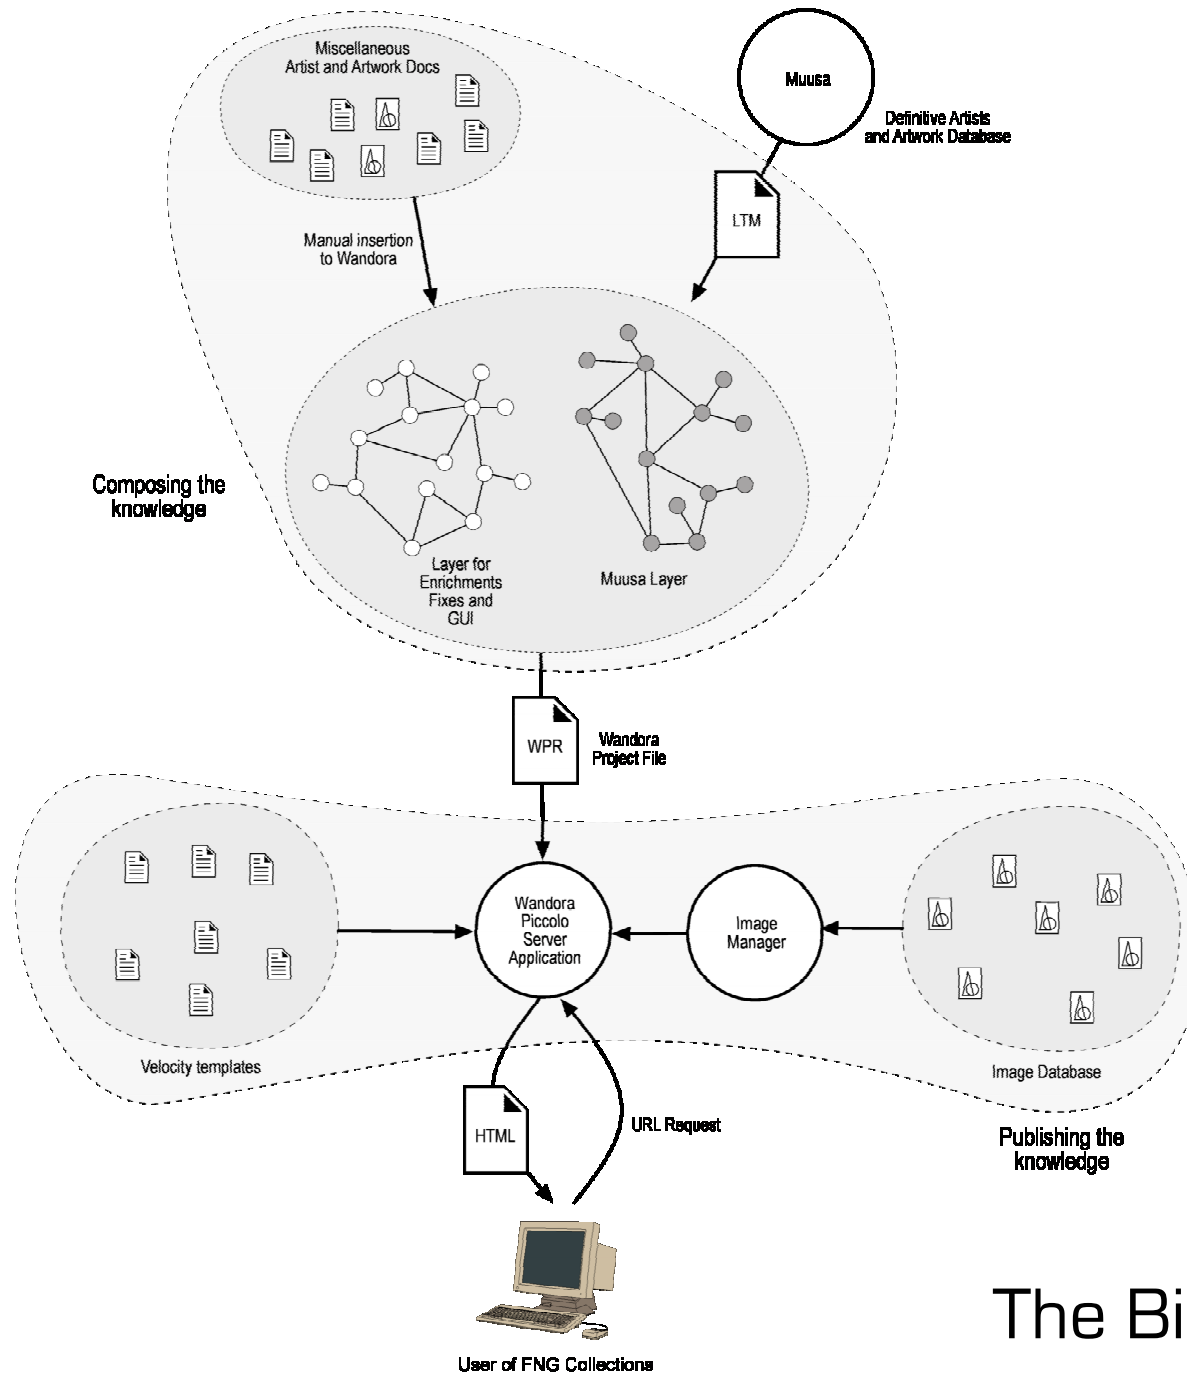 Miscellaneous
Artist and Artwork Docs
Muusa
Definitive Artists
and Artwork Database
LTM
Manual insertion
to Wandora
Composing the
knowledge
Layer for
Enrichments
Fixes and
GUI
Muusa Layer
WPR
Wandora
Project File
Wandora
Piccolo
Server
Application
Image
Manager
Velocity templates
Image Database
HTML
URL Request
Publishing the
knowledge
User of FNG Collections
The Bi